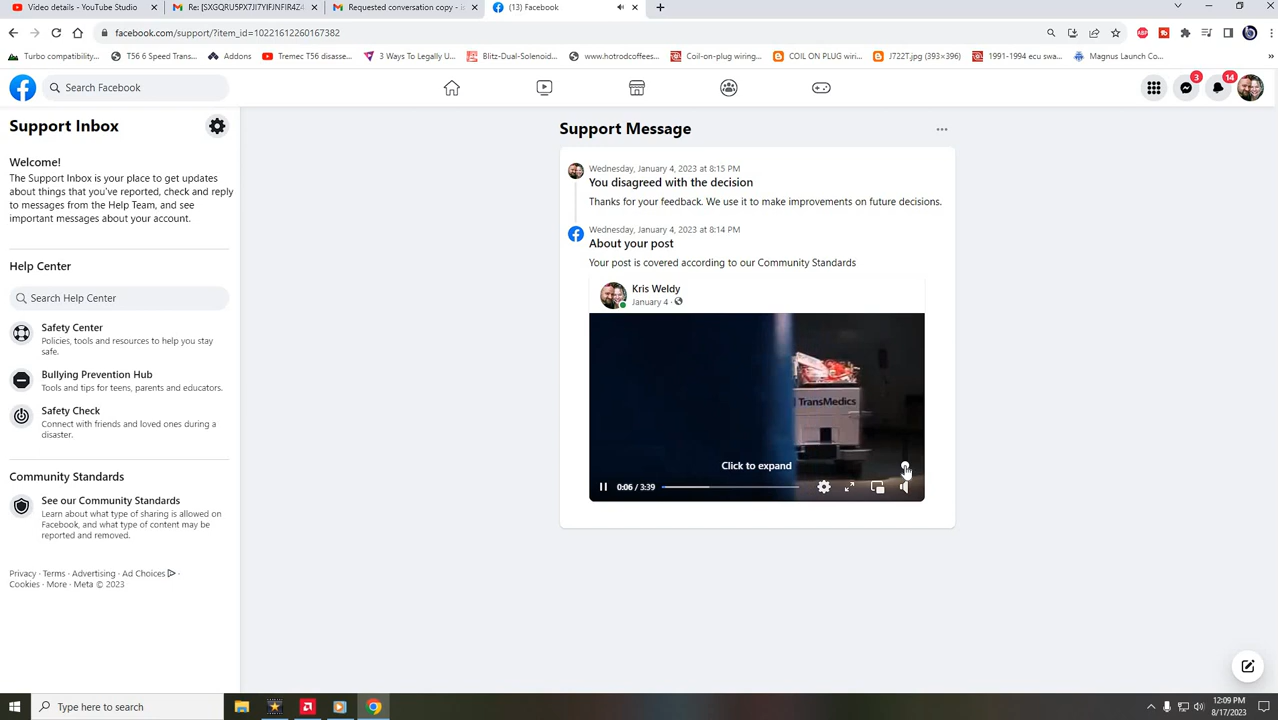 Video details - YouTube Studio
Re: [SXGQRU5PX7JI7YIFJNFIR4Z4
Requested conversation copy - is
(13) Facebook
facebook.com/support/?item_id=10221612260167382
Turbo compatibility...
T56 6 Speed Trans...
Addons
Tremec T56 disasse...
3 Ways To Legally U...
Blitz-Dual-Solenoid...
www.hotrodcoffees...
Coil-on-plug wiring...
COIL ON PLUG wiri...
J722T.jpg (393×396)
1991-1994 ecu swa...
Magnus Launch Co...
»
Search Facebook
3
14
Support Inbox
Welcome!
The Support Inbox is your place to get updates
about things that you've reported, check and reply
to messages from the Help Team, and see
important messages about your account.
Help Center
Search Help Center
Safety Center
Policies, tools and resources to help you stay
safe.
Bullying Prevention Hub
Tools and tips for teens, parents and educators.
Safety Check
Connect with friends and loved ones during a
disaster.
Community Standards
See our Community Standards
Learn about what type of sharing is allowed on
Facebook, and what type of content may be
reported and removed.
Privacy · Terms · Advertising · Ad Choices ·
Cookies · More · Meta © 2023
Support Message
Wednesday, January 4, 2023 at 8:15 PM
You disagreed with the decision
Thanks for your feedback. We use it to make improvements on future decisions.
Wednesday, January 4, 2023 at 8:14 PM
About your post
Your post is covered according to our Community Standards
Kris Weldy
January 4 ·
TransMedics
Click to expand
0:06 / 3:39
Type here to search
12:09 PM
8/17/2023